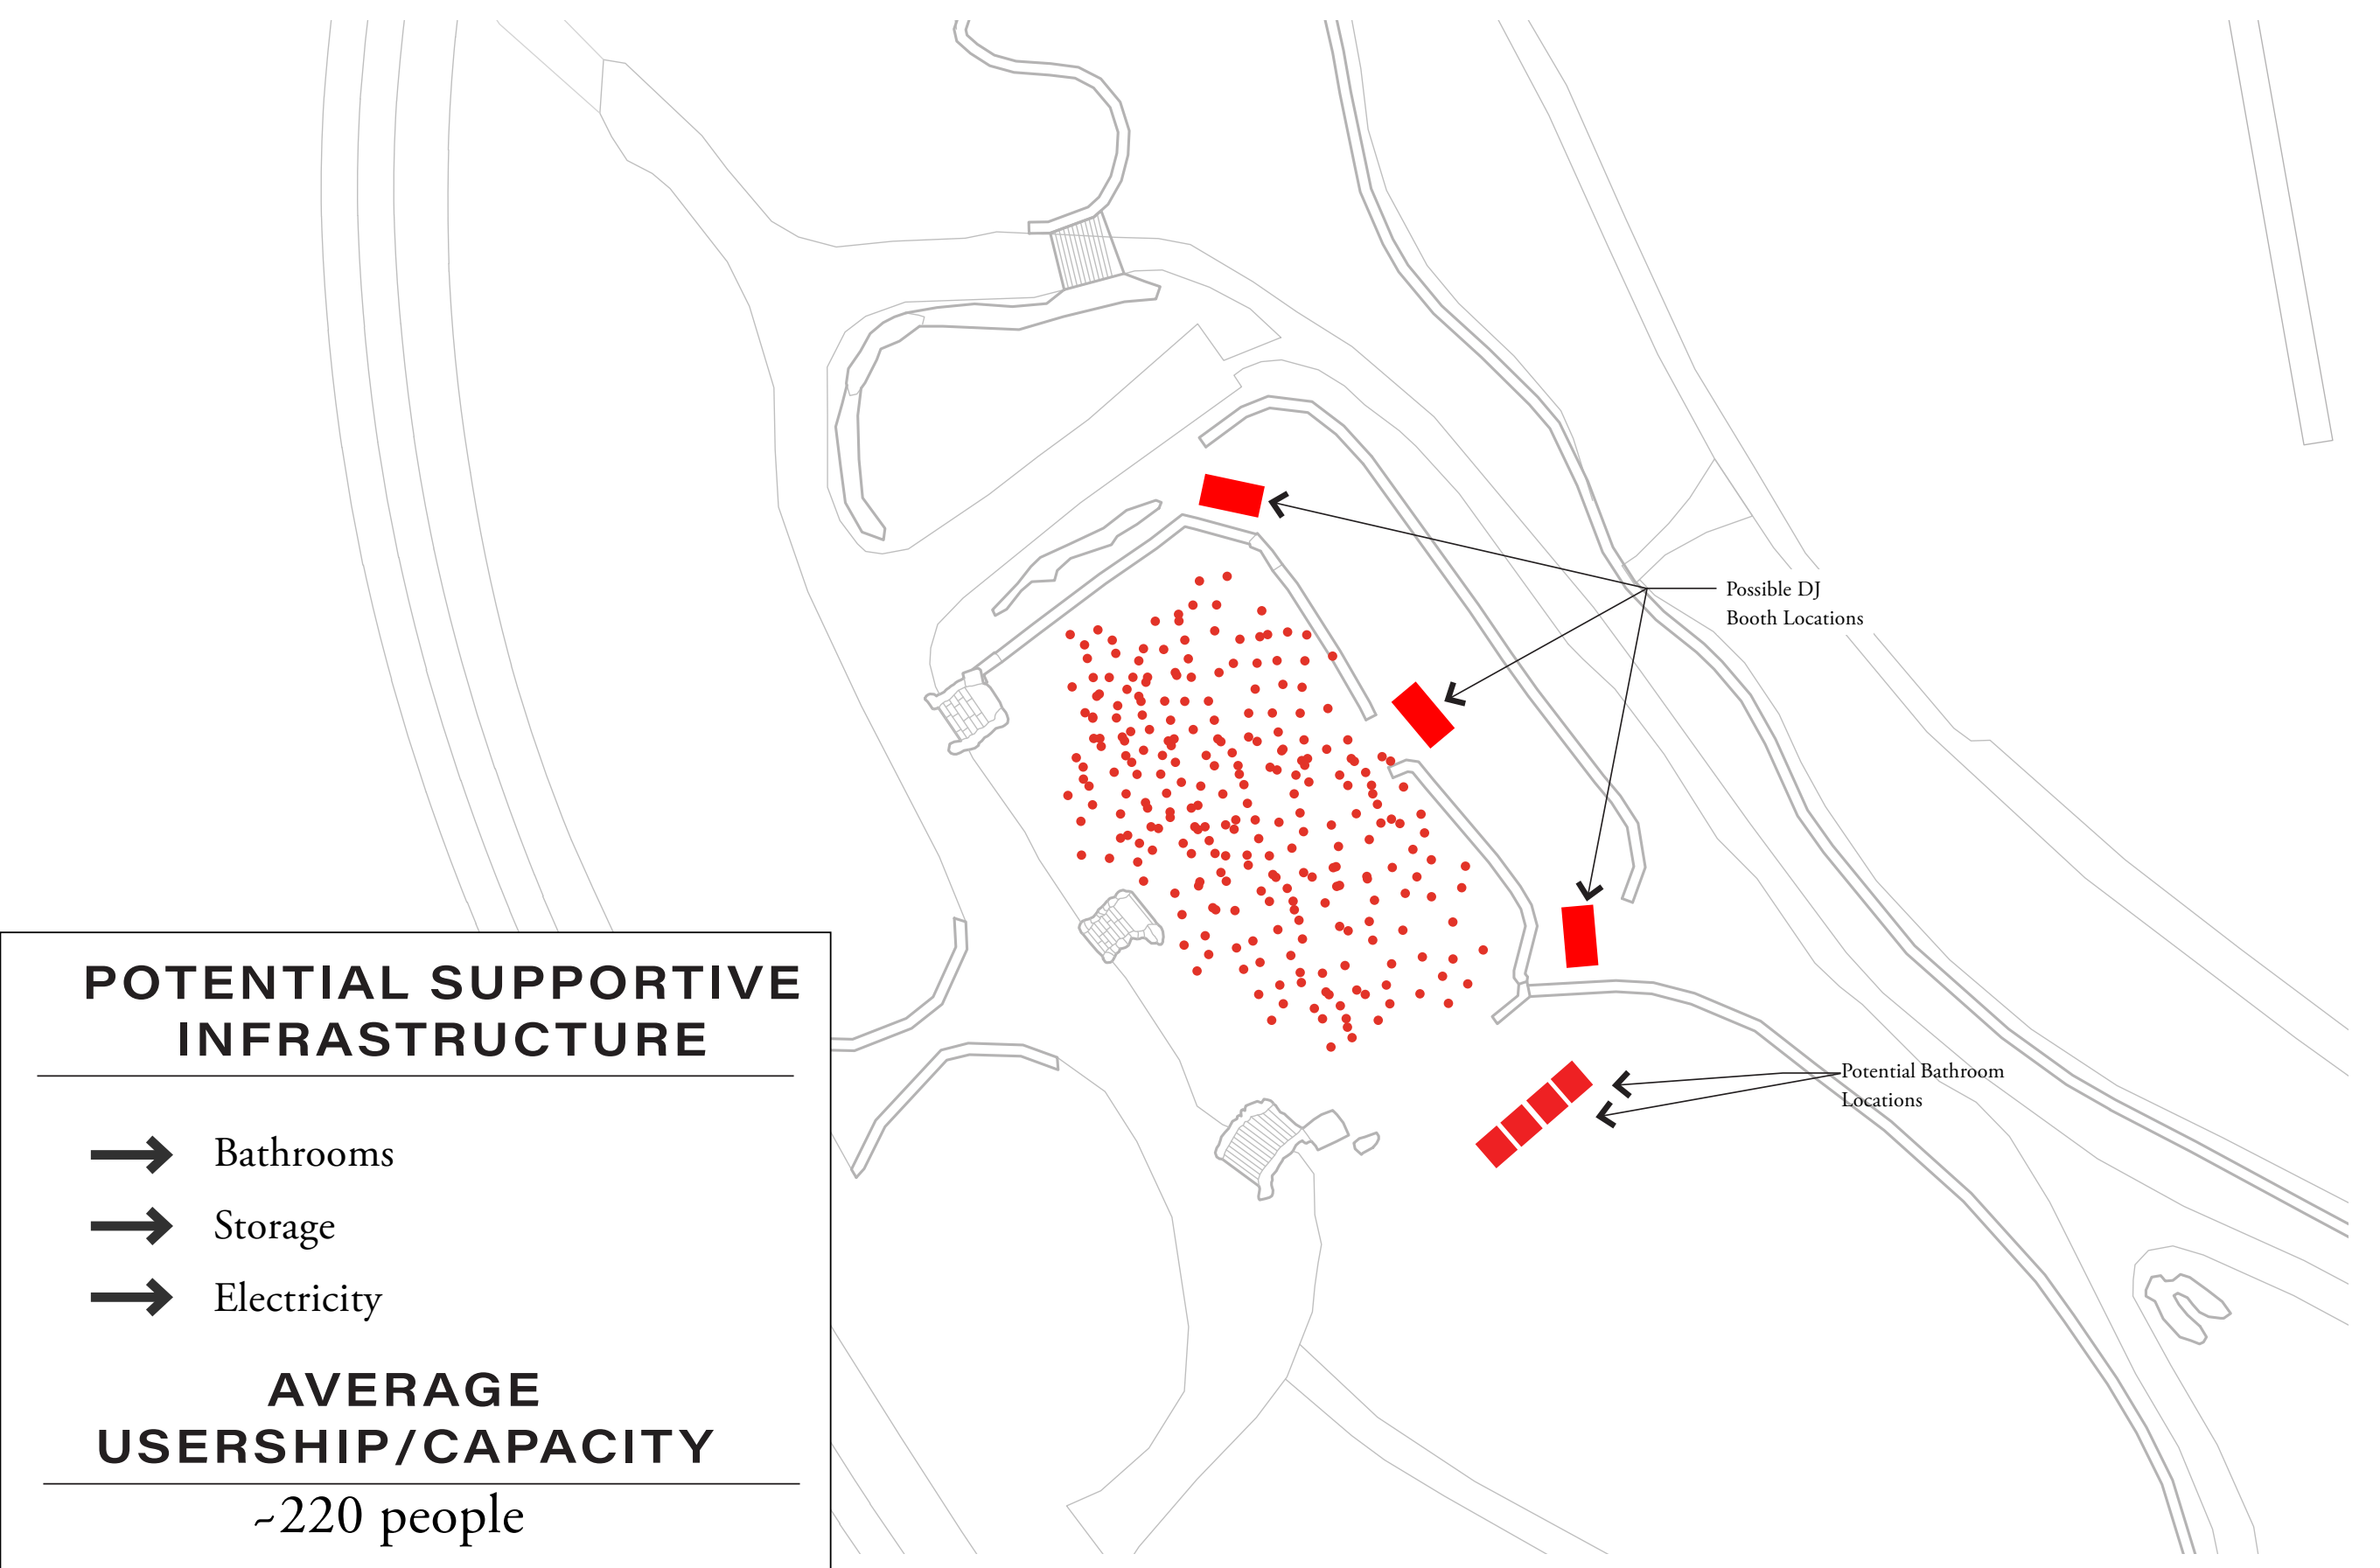 Possible DJ
Booth Locations
POTENTIAL SUPPORTIVE
INFRASTRUCTURE
Potential Bathroom
Locations
Bathrooms
Storage
Electricity
AVERAGE
USERSHIP/CAPACITY
~220 people